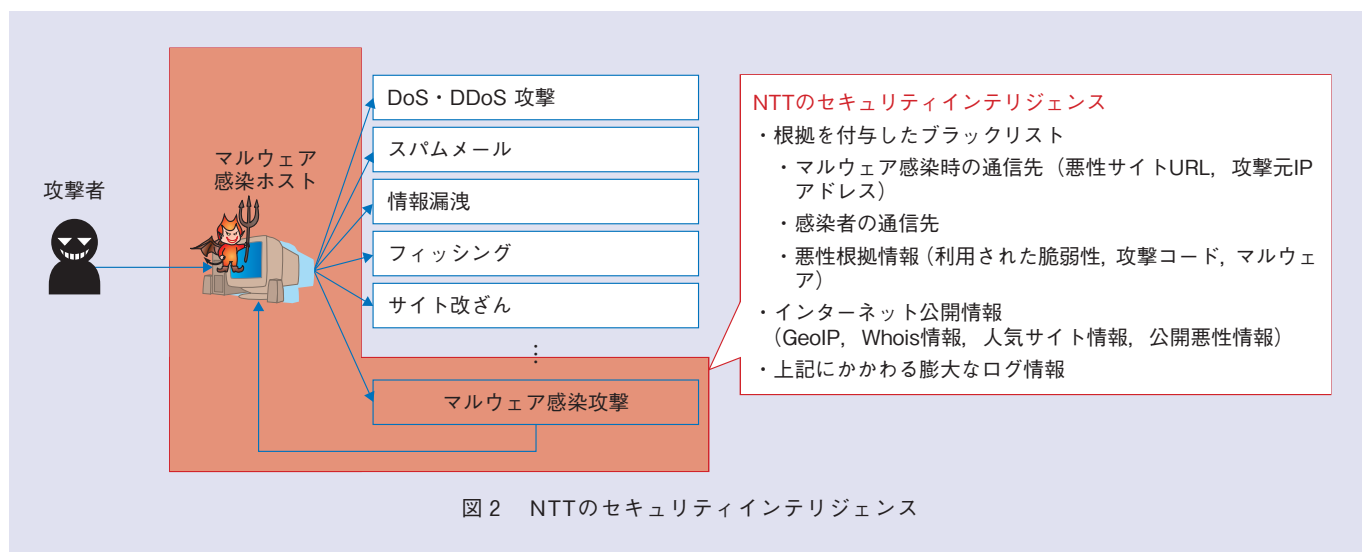 攻撃者
マルウェア
感染ホスト
DoS・DDoS 攻撃
スパムメール
情報漏洩
フィッシング
サイト改ざん
⋮
マルウェア感染攻撃
NTTのセキュリティインテリジェンス
・根拠を付与したブラックリスト
・マルウェア感染時の通信先（悪性サイトURL，攻撃元IP
アドレス）
・感染者の通信先
・悪性根拠情報（利用された脆弱性，攻撃コード，マルウェ
ア）
・インターネット公開情報
（GeoIP，Whois情報，人気サイト情報，公開悪性情報）
・上記にかかわる膨大なログ情報
図 2　NTTのセキュリティインテリジェンス